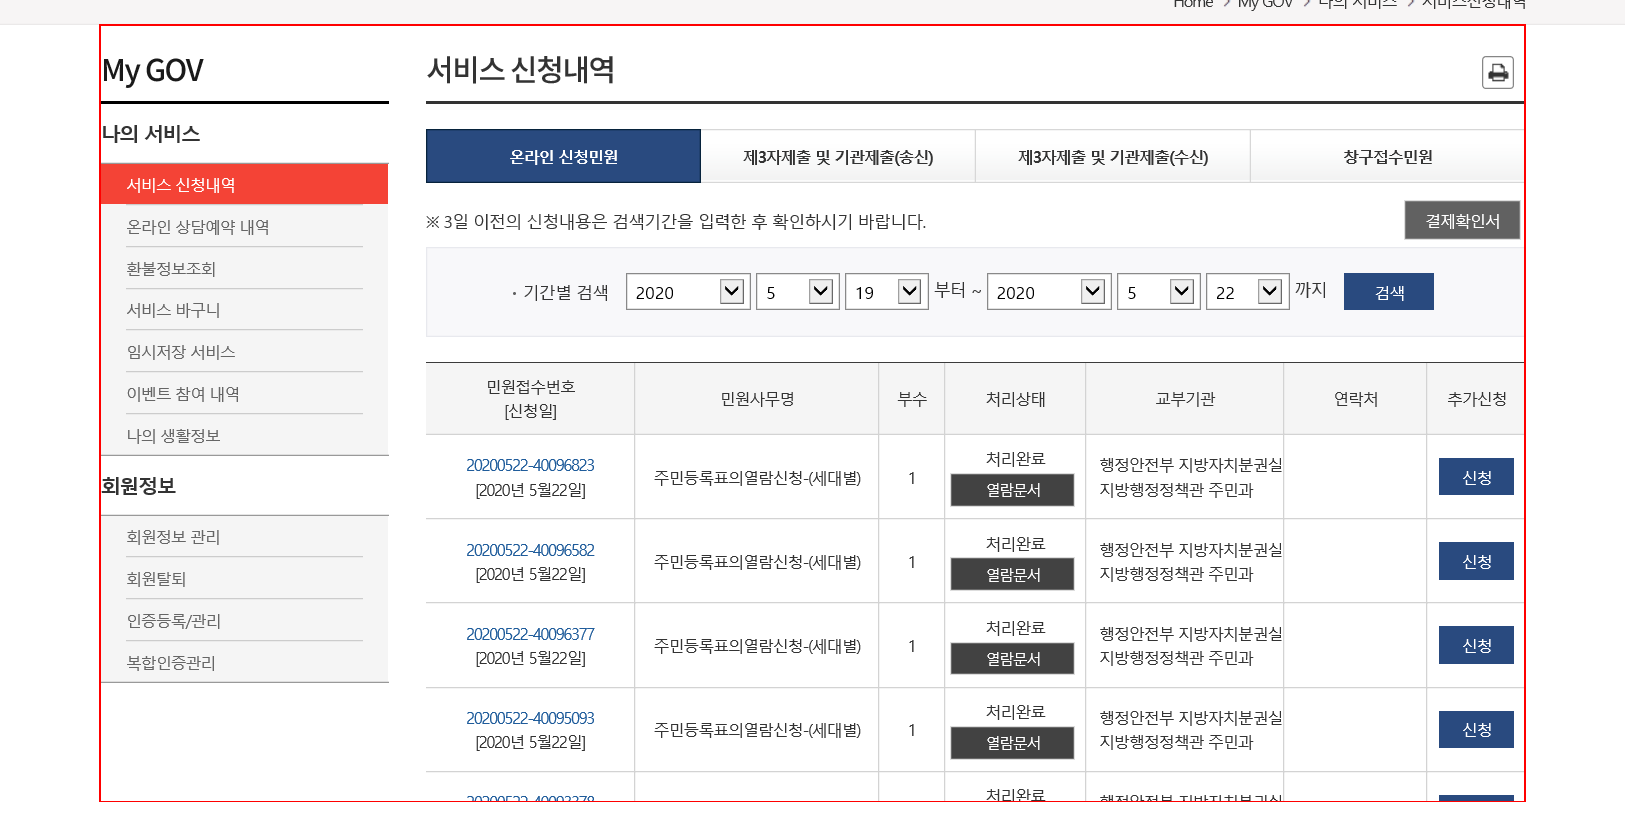 Home > My GOV > 나의 서비스 > 서비스신청내역
My GOV
나의 서비스
서비스 신청내역
온라인 상담예약 내역
환불정보조회
서비스 바구니
임시저장 서비스
이벤트 참여 내역
나의 생활정보
회원정보
회원정보 관리
회원탈퇴
인증등록/관리
복합인증관리
서비스 신청내역
온라인 신청민원 제3자제출 및 기관제출(송신) 제3자제출 및 기관제출(수신) 창구접수민원
※ 3일 이전의 신청내용은 검색기간을 입력한 후 확인하시기 바랍니다. 결제확인서
· 기간별 검색 2020 5 19 부터 ~ 2020 5 22 까지 검색
민원접수번호 [신청일] 민원사무명 부수 처리상태 교부기관 연락처 추가신청
20200522-40096823 [2020년 5월22일] 주민등록표의열람신청-(세대별) 1 처리완료 열람문서 행정안전부 지방자치분권실 지방행정정책관 주민과 신청
20200522-40096582 [2020년 5월22일] 주민등록표의열람신청-(세대별) 1 처리완료 열람문서 행정안전부 지방자치분권실 지방행정정책관 주민과 신청
20200522-40096377 [2020년 5월22일] 주민등록표의열람신청-(세대별) 1 처리완료 열람문서 행정안전부 지방자치분권실 지방행정정책관 주민과 신청
20200522-40095093 [2020년 5월22일] 주민등록표의열람신청-(세대별) 1 처리완료 열람문서 행정안전부 지방자치분권실 지방행정정책관 주민과 신청
처리완료 행정안전부 지방자치분권실